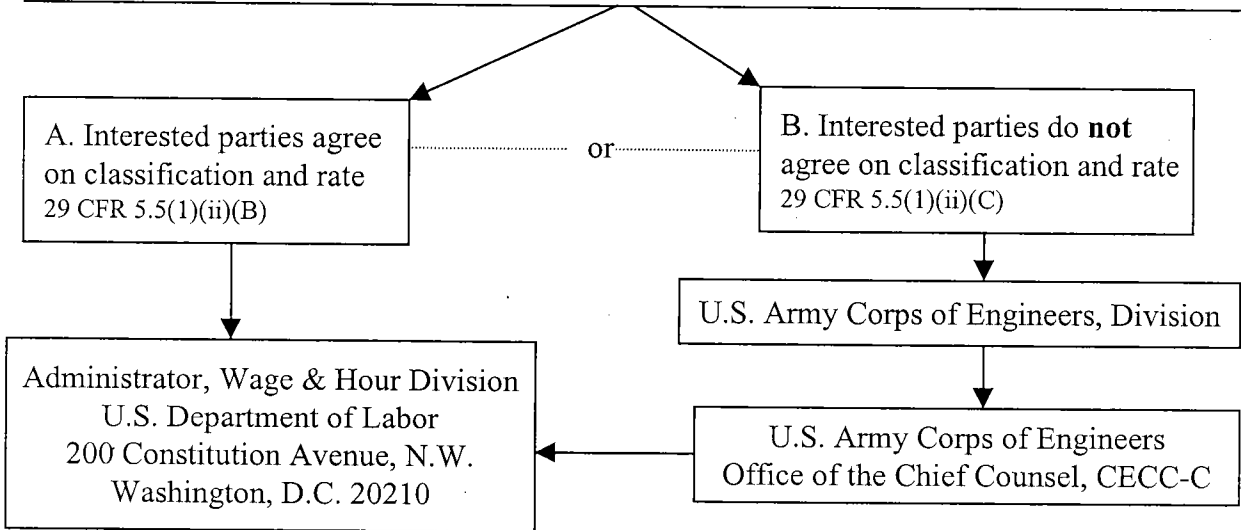 A. Interested parties agree
on classification and rate
29 CFR 5.5(1)(ii)(B)
or
B. Interested parties do not
agree on classification and rate
29 CFR 5.5(1)(ii)(C)
U.S. Army Corps of Engineers, Division
Administrator, Wage & Hour Division
U.S. Department of Labor
200 Constitution Avenue, N.W.
Washington, D.C. 20210
U.S. Army Corps of Engineers
Office of the Chief Counsel, CECC-C